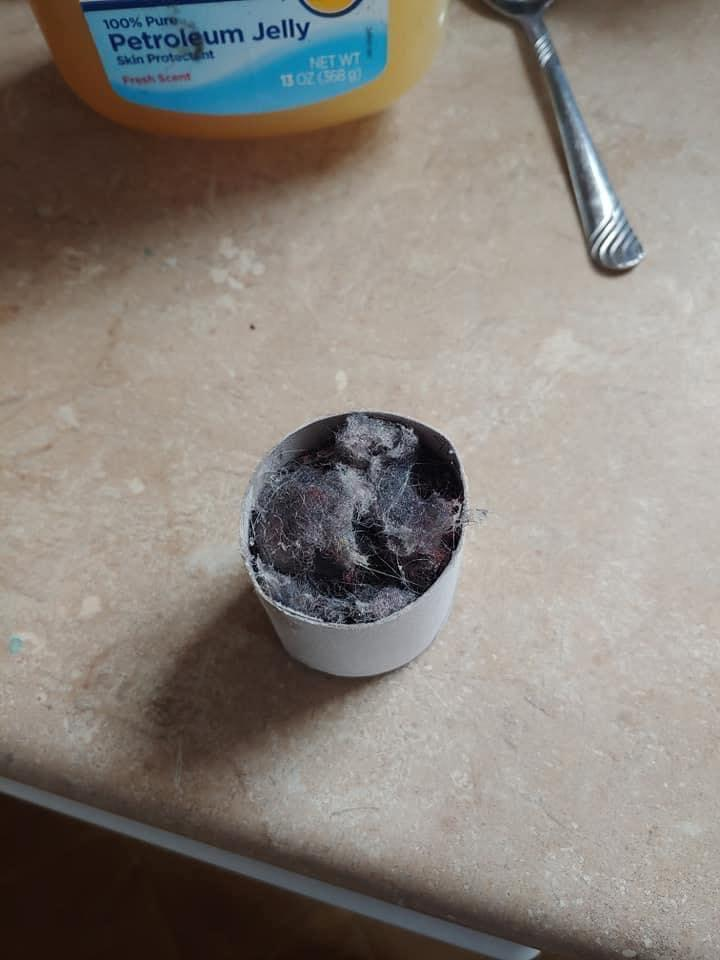 100% Pure
Petroleum Jelly
Skin Protectant
Fresh Scent
NET WT
13 OZ (368 g)